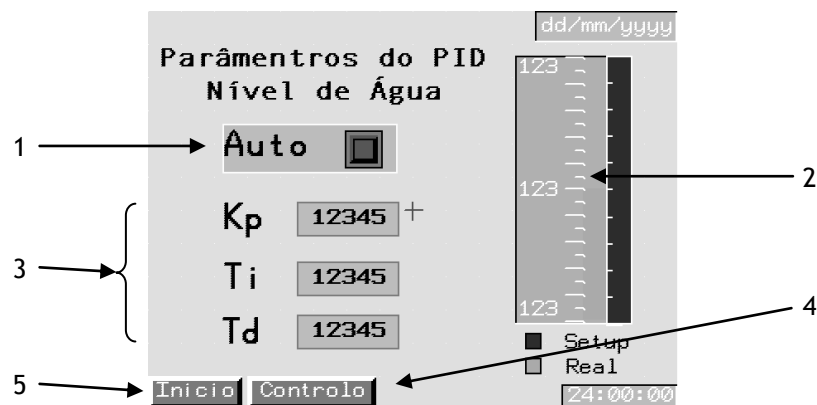 dd/mm/yyyy
Parâmentros do PID
Nível de Água
1
Auto
123
2
123
3
Kp 12345
Ti 12345
Td 12345
123
4
Setup
Real
5
Inicio Controlo
24:00:00